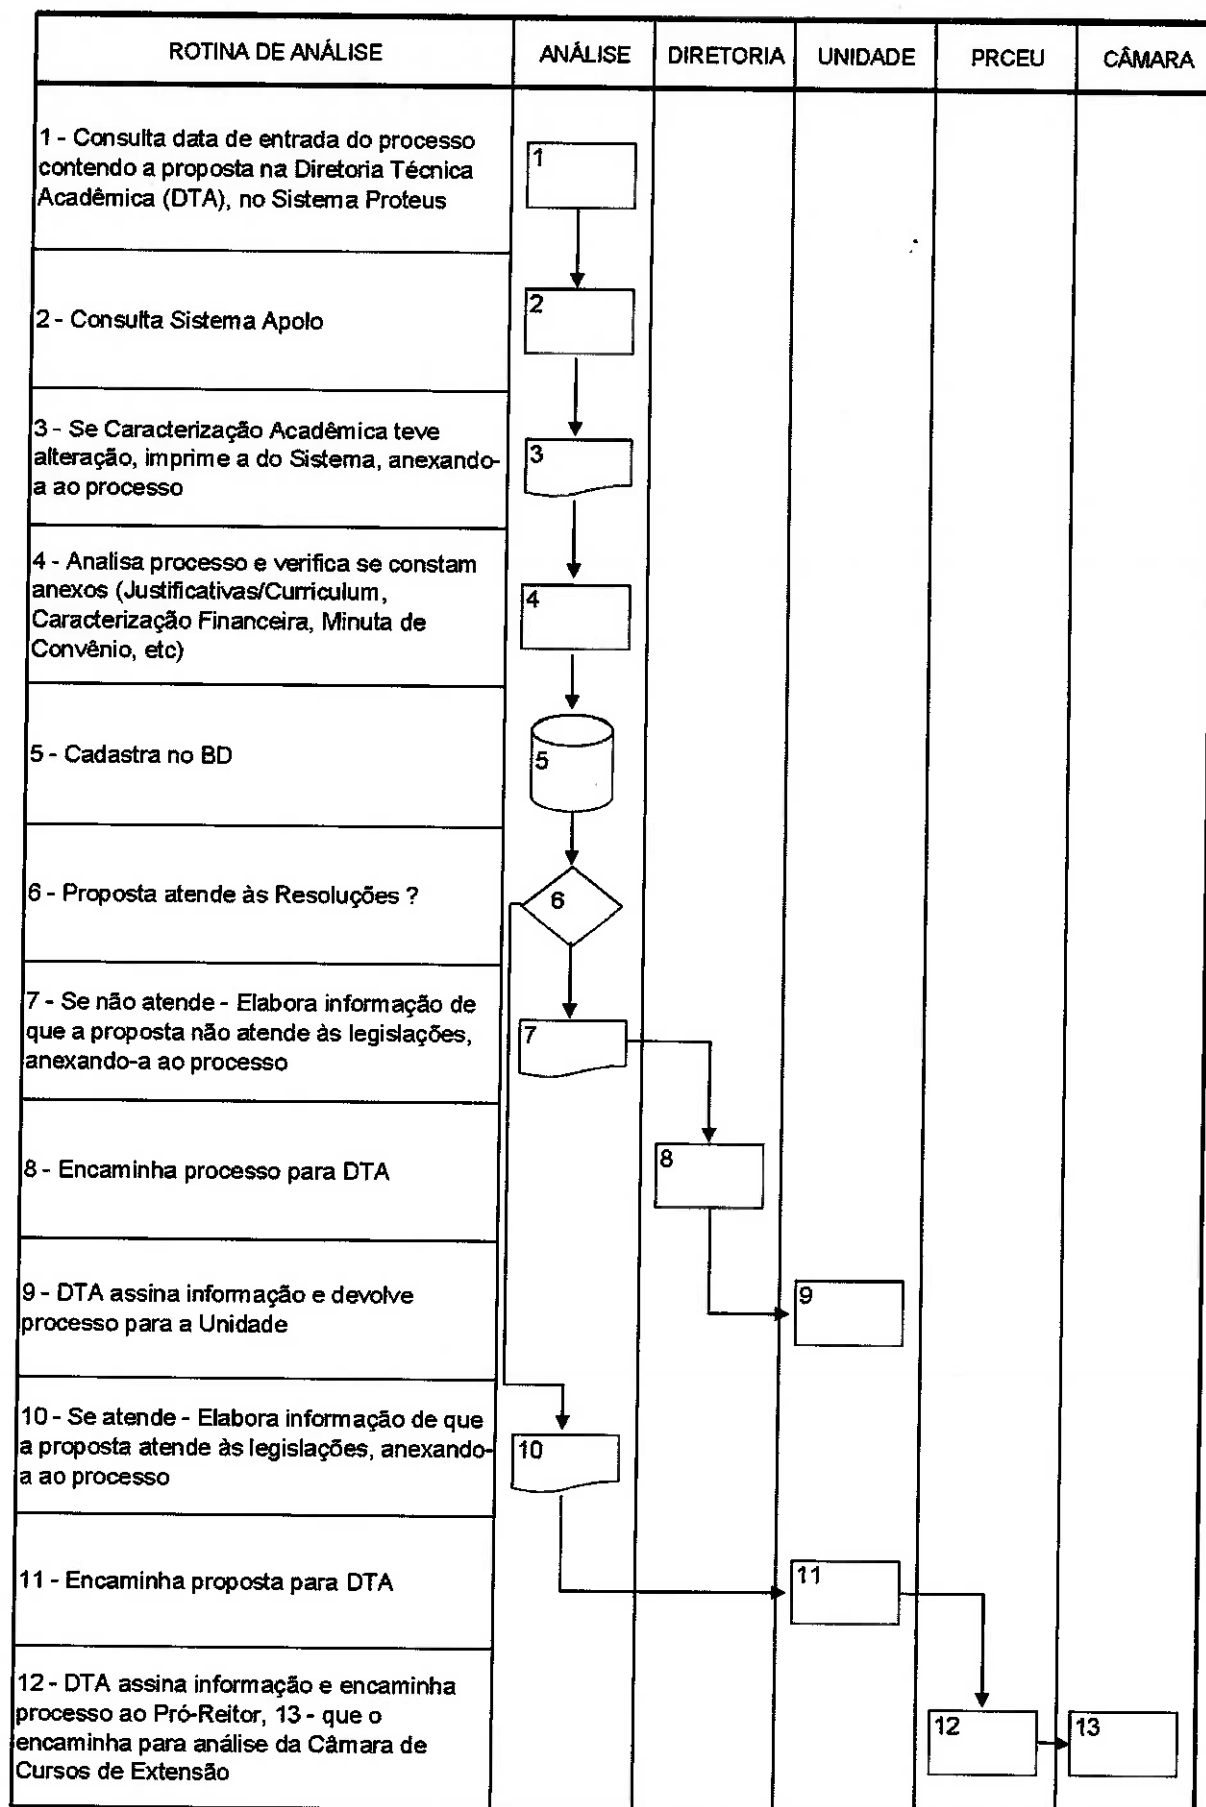 ROTINA DE ANÁLISE
ANÁLISE
DIRETORIA
UNIDADE
PRCEU
CÂMARA
1 - Consulta data de entrada do processo
contendo a proposta na Diretoria Técnica
Acadêmica (DTA), no Sistema Proteus
1
2 - Consulta Sistema Apolo
2
3 - Se Caracterização Acadêmica teve
alteração, imprime a do Sistema, anexando-
a ao processo
3
4 - Analisa processo e verifica se constam
anexos (Justificativas/Curriculum,
Caracterização Financeira, Minuta de
Convênio, etc)
4
5 - Cadastra no BD
5
6 - Proposta atende às Resoluções ?
6
7 - Se não atende - Elabora informação de
que a proposta não atende às legislações,
anexando-a ao processo
7
8 - Encaminha processo para DTA
8
9 - DTA assina informação e devolve
processo para a Unidade
9
10 - Se atende - Elabora informação de que
a proposta atende às legislações, anexando-
a ao processo
10
11 - Encaminha proposta para DTA
11
12 - DTA assina informação e encaminha
processo ao Pró-Reitor, 13 - que o
encaminha para análise da Câmara de
Cursos de Extensão
12
13